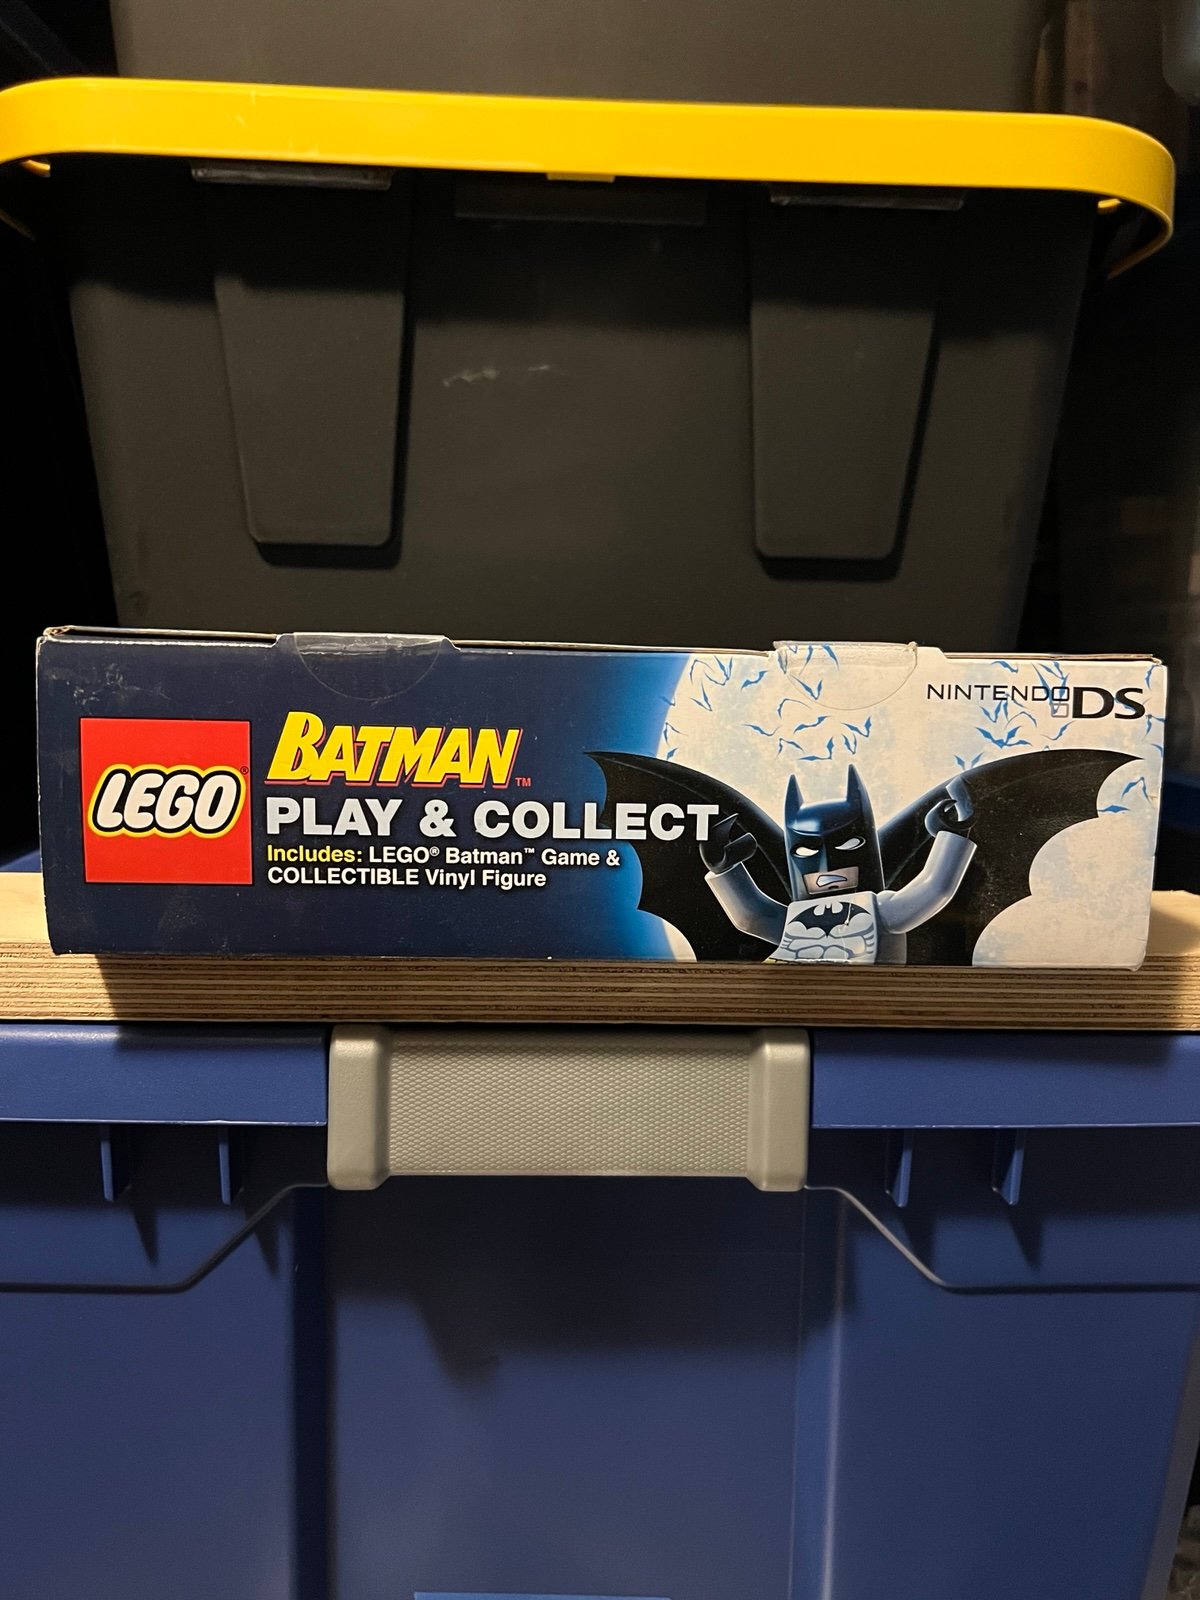 LEGO®
BATMAN™
PLAY & COLLECT
Includes: LEGO® Batman™ Game &
COLLECTIBLE Vinyl Figure
NINTENDO DS